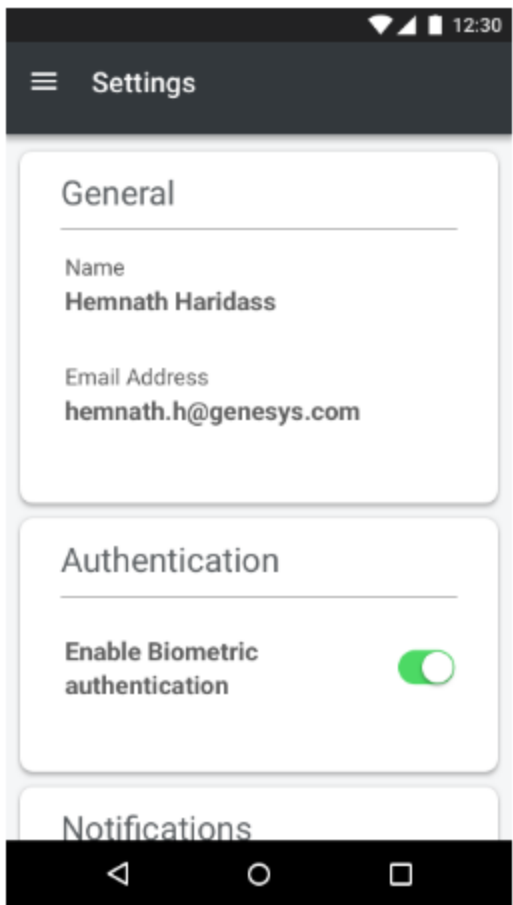 12:30
Settings
General
Name
Hemnath Haridass
Email Address
hemnath.h@genesys.com
Authentication
Enable Biometric
authentication
Notifications